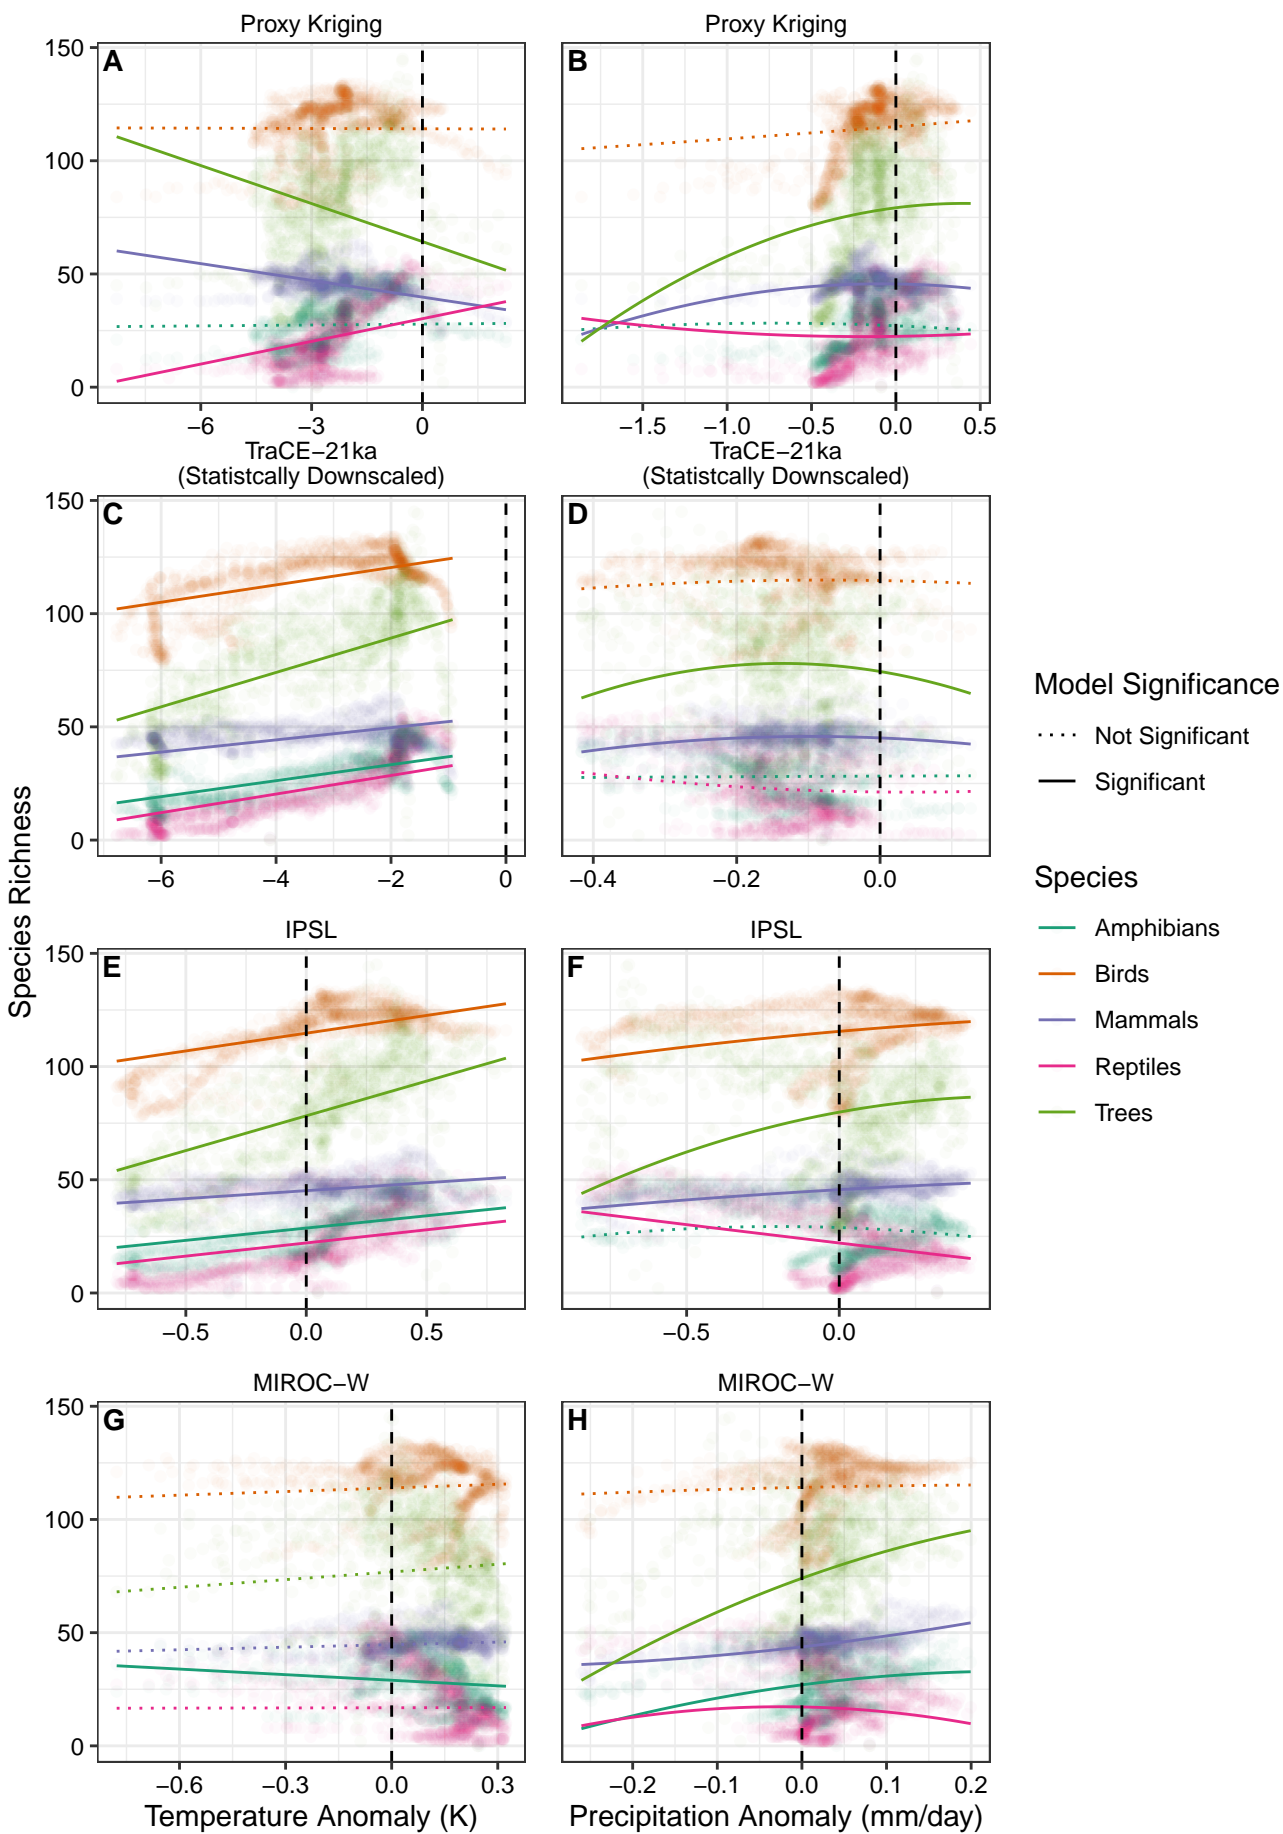 Proxy Kriging
Proxy Kriging
A
B
150
100
50
0
−6
−3
0
−1.5
−1.0
−0.5
0.0
0.5
TraCE−21ka
(Statistcally Downscaled)
TraCE−21ka
(Statistcally Downscaled)
C
D
150
100
50
0
−6
−4
−2
0
−0.4
−0.2
0.0
Species Richness
IPSL
IPSL
E
F
150
100
50
0
−0.5
0.0
0.5
−0.5
0.0
MIROC−W
MIROC−W
G
H
150
100
50
0
−0.6
−0.3
0.0
0.3
−0.2
−0.1
0.0
0.1
0.2
Temperature Anomaly (K)
Precipitation Anomaly (mm/day)
Model Significance
Not Significant
Significant
Species
Amphibians
Birds
Mammals
Reptiles
Trees